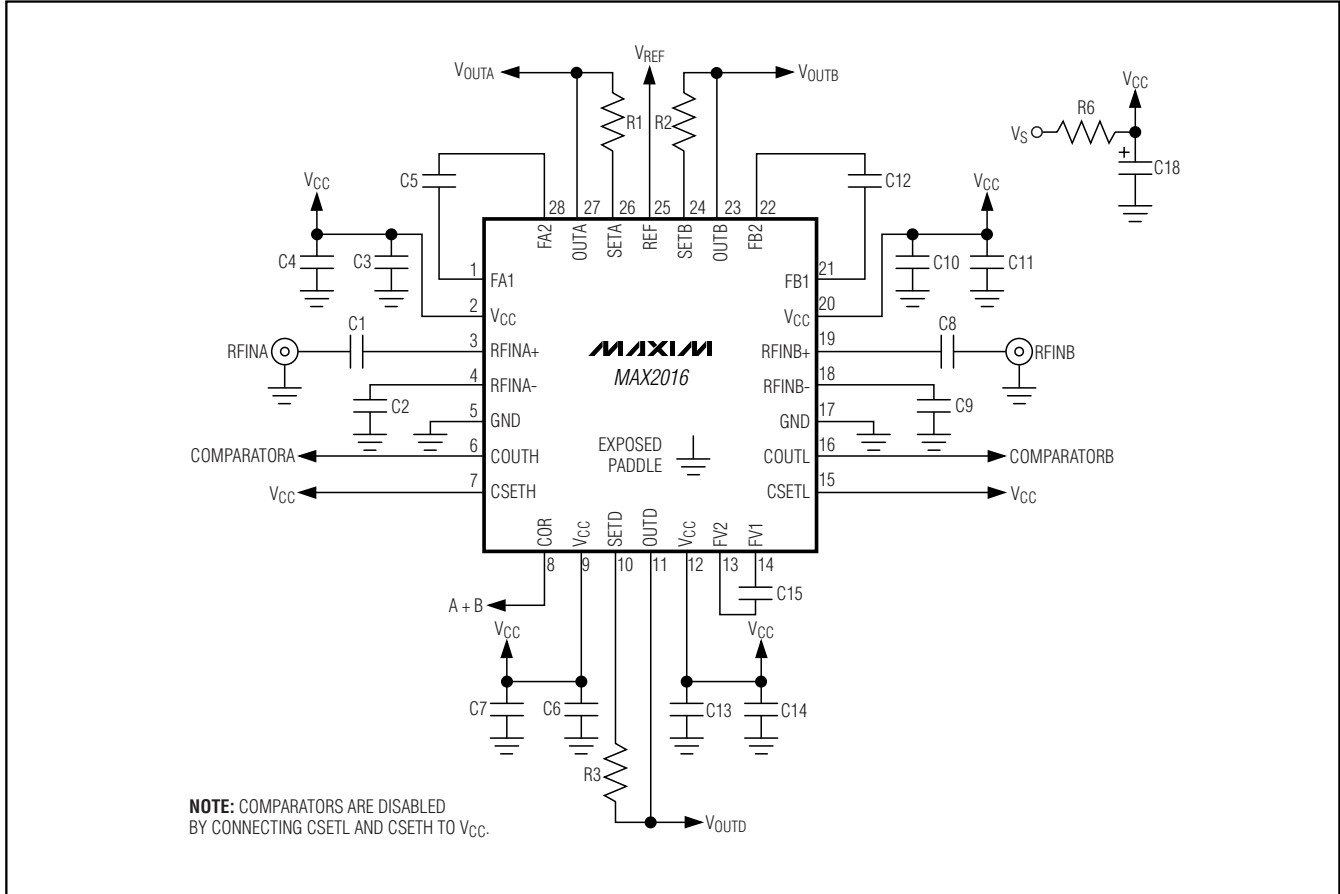 VREF
VOUTA
VOUTB
VCC
R1
R2
R6
VS
+
C18
C5
C12
VCC
VCC
28
27
26
25
24
23
22
FA2
OUTA
SETA
REF
SETB
OUTB
FB2
C4
C3
C10
C11
1
FA1
21
FB1
2
VCC
20
VCC
C1
C8
RFINA
3
RFINA+
MAXIM
19
RFINB+
RFINB
MAX2016
4
RFINA-
18
RFINB-
C2
C9
5
GND
17
GND
COMPARATORA
6
COUTH
EXPOSED
PADDLE
16
COUTL
COMPARATORB
VCC
7
CSETH
15
CSETL
VCC
COR
VCC
SETD
OUTD
VCC
FV2
FV1
8
9
10
11
12
13
14
C15
A + B
VCC
VCC
C7
C6
C13
C14
R3
VOUTD
NOTE: COMPARATORS ARE DISABLED
BY CONNECTING CSETL AND CSETH TO VCC.